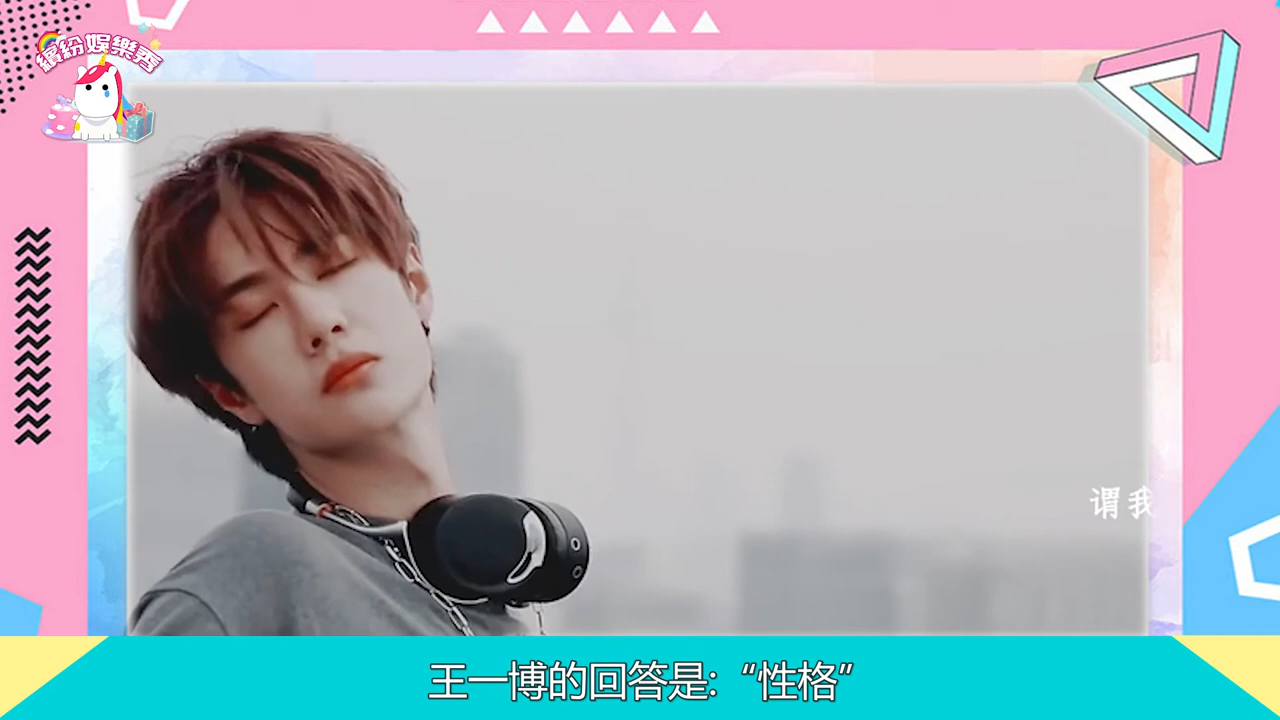 繽紛娛樂秀
谓我
王一博的回答是:“性格”